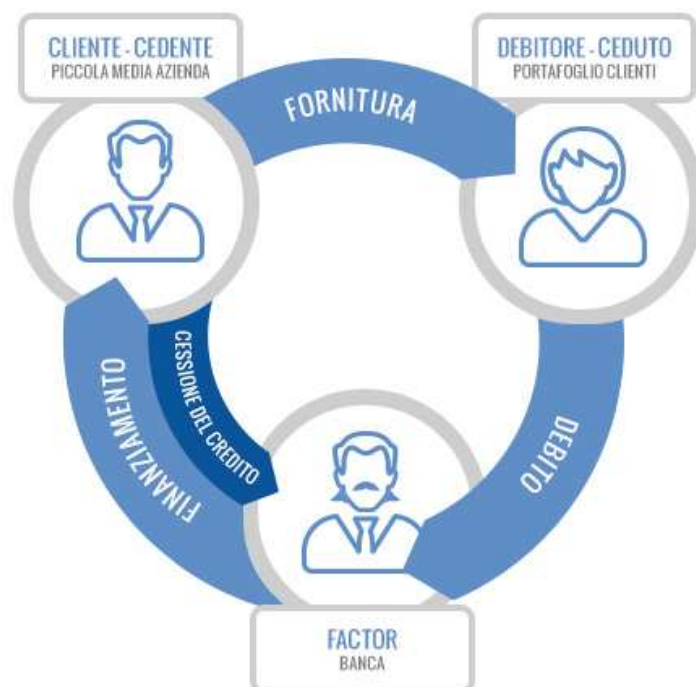 CLIENTE - CEDENTE
PICCOLA MEDIA AZIENDA
DEBITORE - CEDUTO
PORTAFOGLIO CLIENTI
FORNITURA
CESSIONE DEL CREDITO
FINANZIAMENTO
DEBITO
FACTOR
BANCA